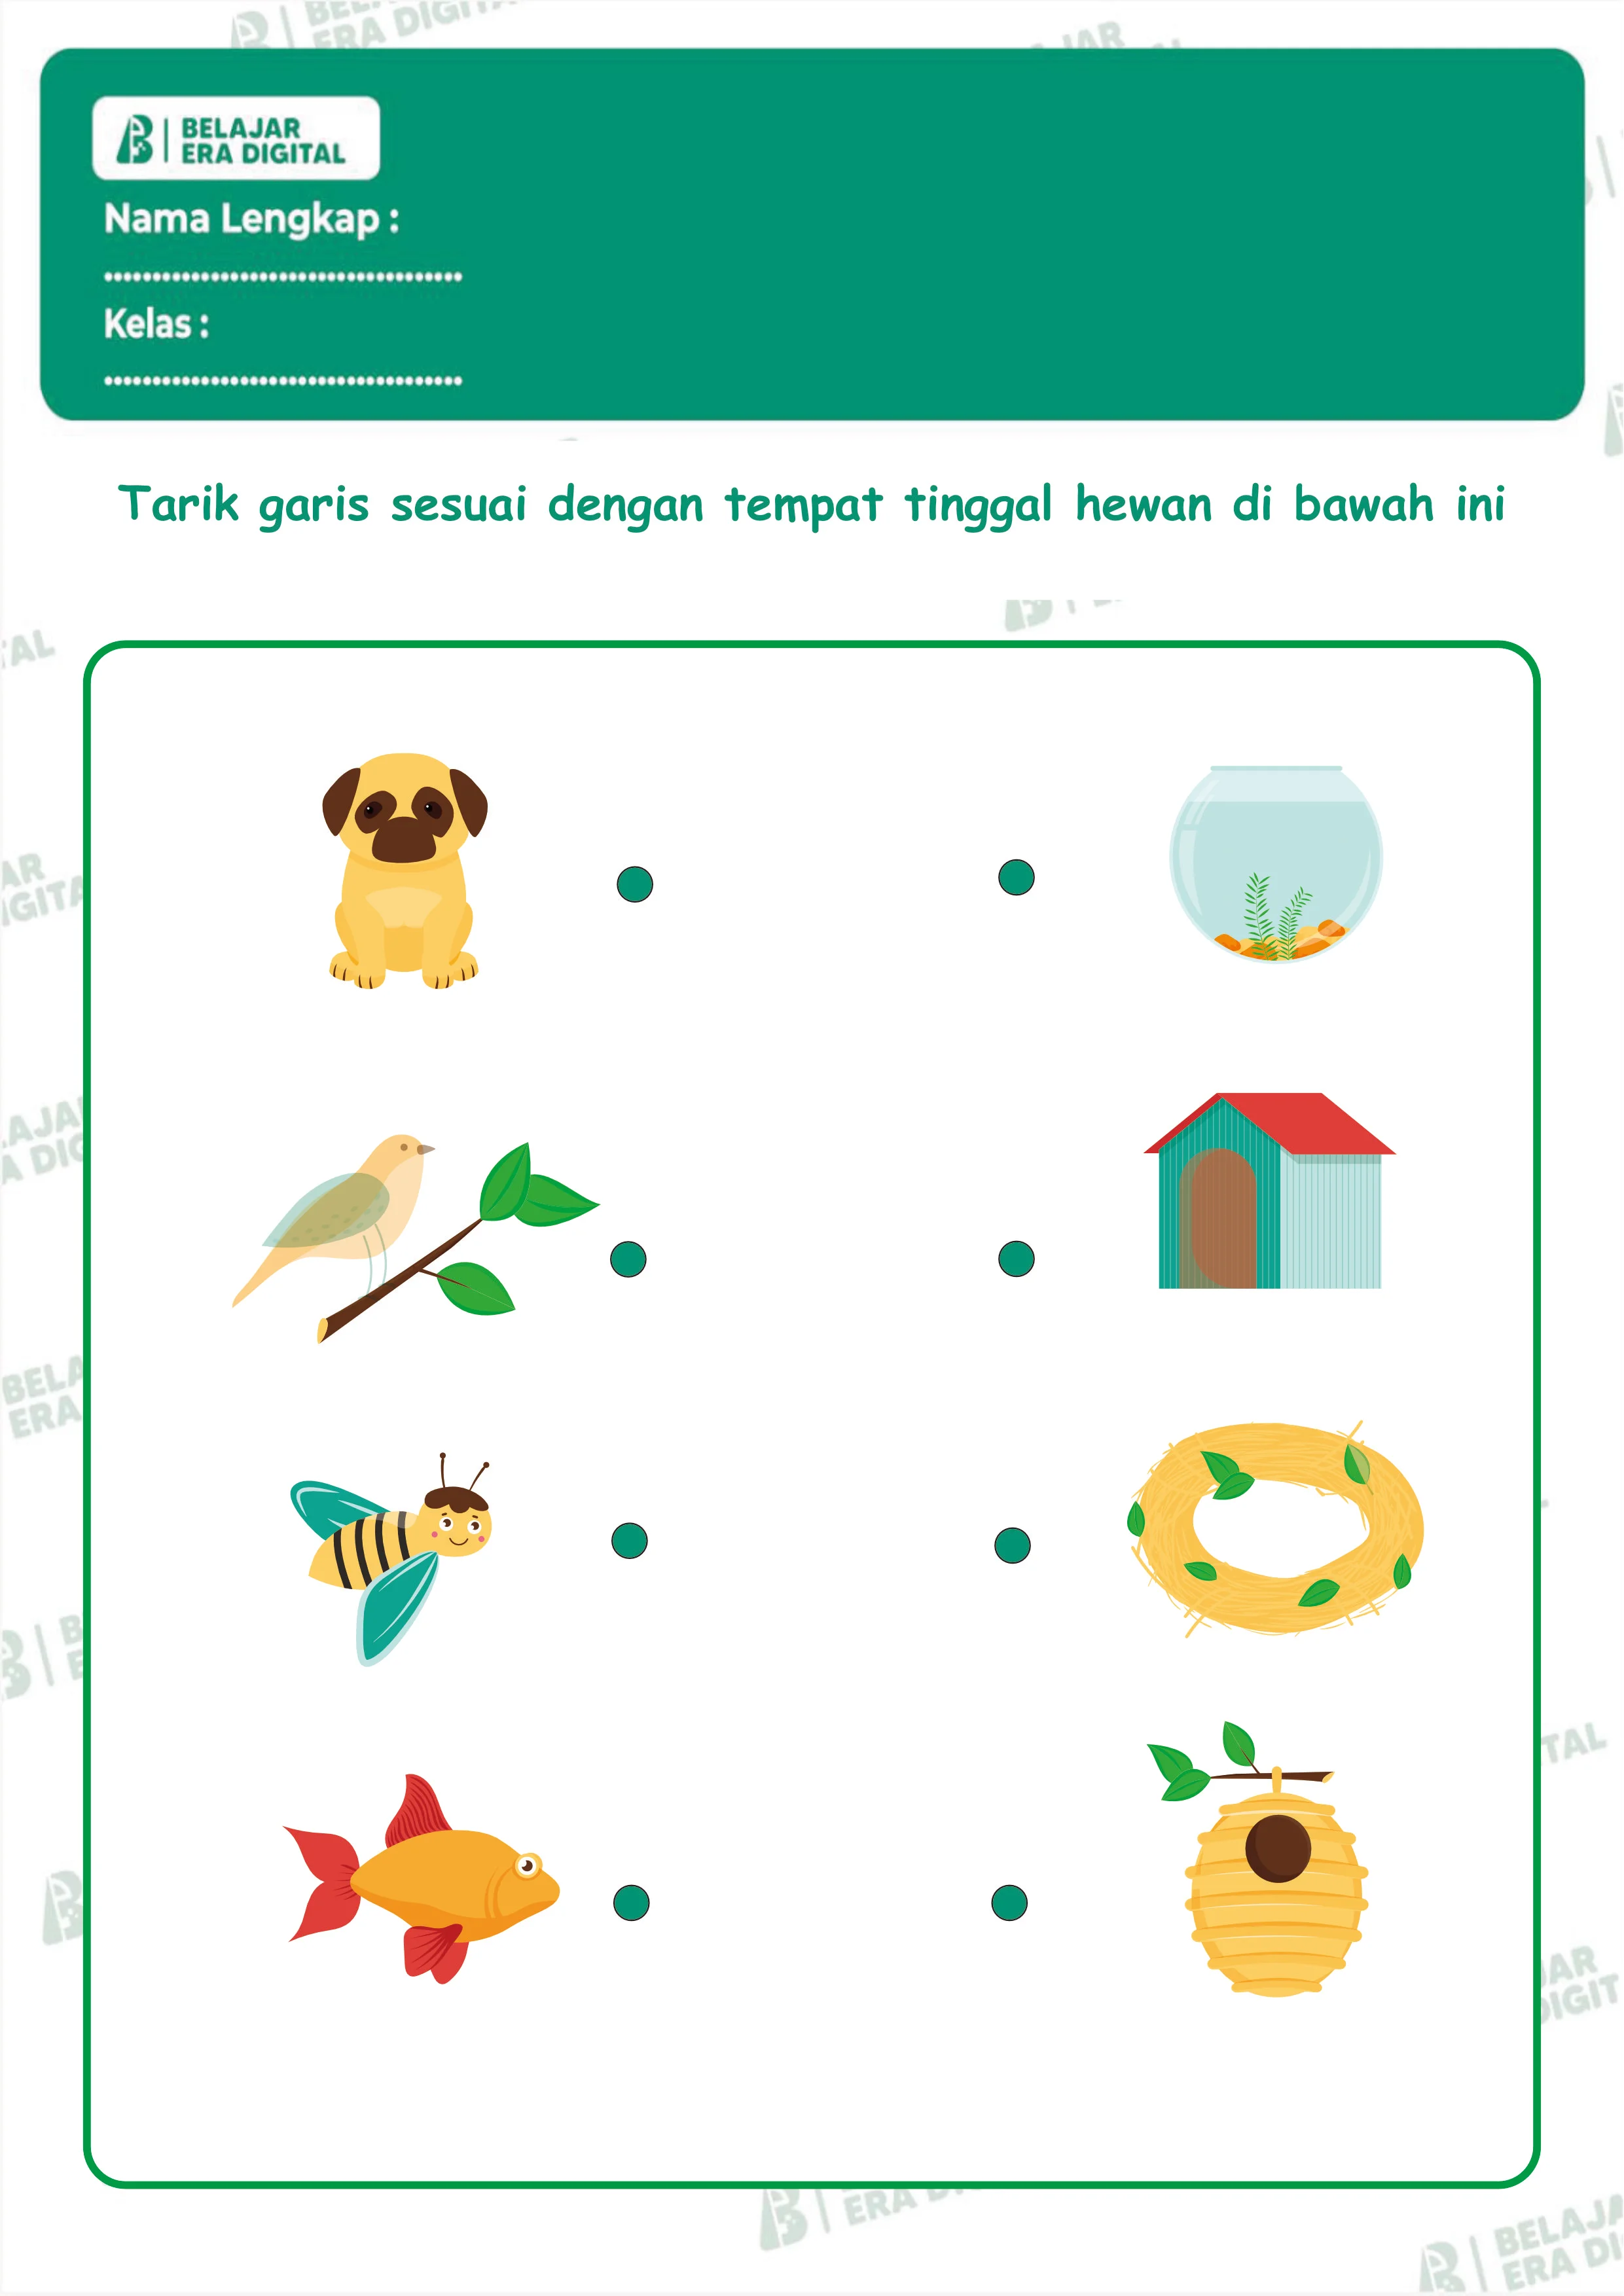 BELAJAR
ERA DIGITAL
Nama Lengkap :
.....................................
Kelas :
.....................................
Tarik garis sesuai dengan tempat tinggal hewan di bawah ini